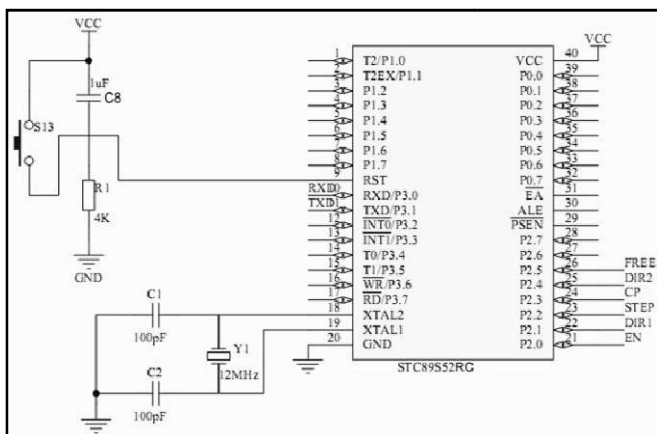 VCC
1uF
C8
S13
R1
4K
GND
C1
100pF
Y1
12MHz
C2
100pF
1 T2/P1.0
2 T2EX/P1.1
3 P1.2
4 P1.3
5 P1.4
6 P1.5
7 P1.6
8 P1.7
9 RST
RXD 10 RXD/P3.0
TXD 11 TXD/P3.1
12 INT0/P3.2
13 INT1/P3.3
14 T0/P3.4
15 T1/P3.5
16 WR/P3.6
17 RD/P3.7
18 XTAL2
19 XTAL1
20 GND
VCC 40 VCC
P0.0 39
P0.1 38
P0.2 37
P0.3 36
P0.4 35
P0.5 34
P0.6 33
P0.7 32
EA 31
ALE 30
PSEN 29
P2.7 28
P2.6 27
P2.5 26 FREE
P2.4 25 DIR2
P2.3 24 CP
P2.2 23 STEP
P2.1 22 DIR1
P2.0 21 EN
STC89S52RG